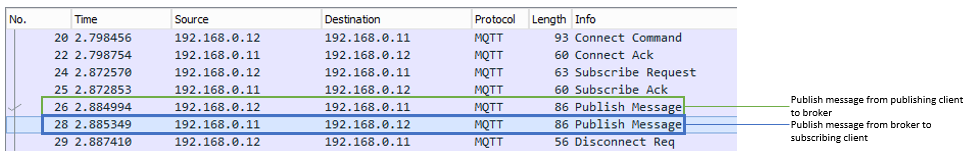 No. Time Source Destination Protocol Length Info
20 2.798456 192.168.0.12 192.168.0.11 MQTT 93 Connect Command
22 2.798754 192.168.0.11 192.168.0.12 MQTT 60 Connect Ack
24 2.872570 192.168.0.12 192.168.0.11 MQTT 63 Subscribe Request
25 2.872853 192.168.0.11 192.168.0.12 MQTT 60 Subscribe Ack
26 2.884994 192.168.0.12 192.168.0.11 MQTT 86 Publish Message
28 2.885349 192.168.0.11 192.168.0.12 MQTT 86 Publish Message
29 2.887410 192.168.0.12 192.168.0.11 MQTT 56 Disconnect Req
Publish message from publishing client
to broker
Publish message from broker to
subscribing client